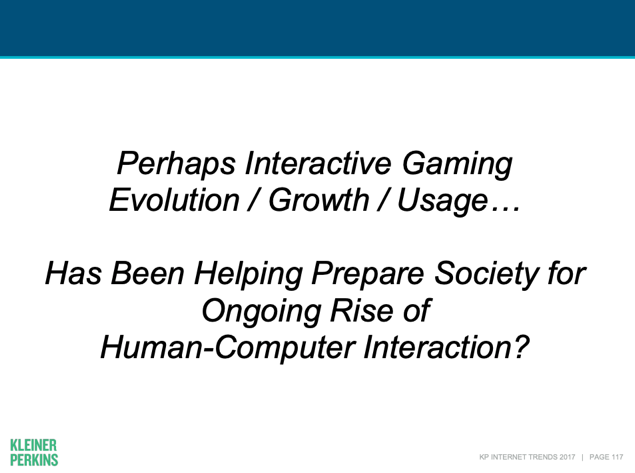 Perhaps Interactive Gaming
Evolution / Growth / Usage…
Has Been Helping Prepare Society for
Ongoing Rise of
Human-Computer Interaction?
KLEINER
PERKINS
KP INTERNET TRENDS 2017 | PAGE 117